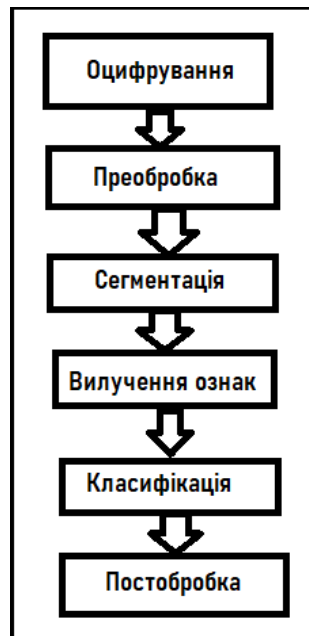 Оцифрування
Преобробка
Сегментація
Вилучення ознак
Класифікація
Постобробка